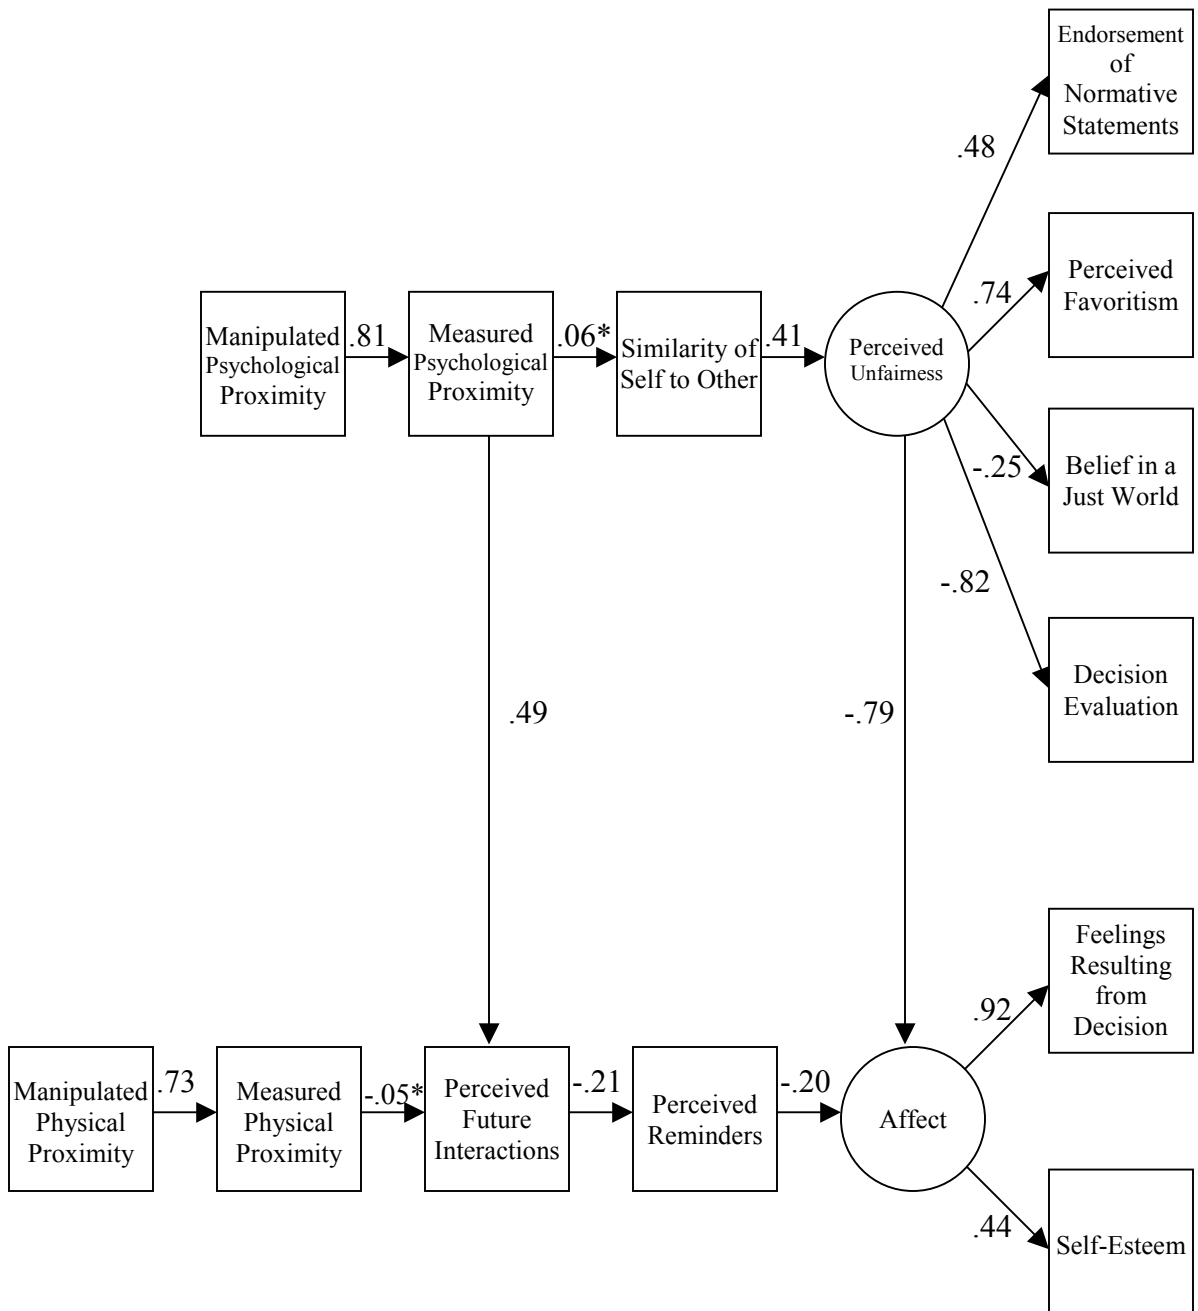 Endorsement
of
Normative
Statements
.48
Perceived
Favoritism
.74
Manipulated
Psychological
Proximity
.81
Measured
Psychological
Proximity
.06*
Similarity of
Self to Other
.41
Perceived
Unfairness
-.25
Belief in a
Just World
-.82
Decision
Evaluation
.49
-.79
Feelings
Resulting
from
Decision
.92
Manipulated
Physical
Proximity
.73
Measured
Physical
Proximity
-.05*
Perceived
Future
Interactions
-.21
Perceived
Reminders
-.20
Affect
.44
Self-Esteem